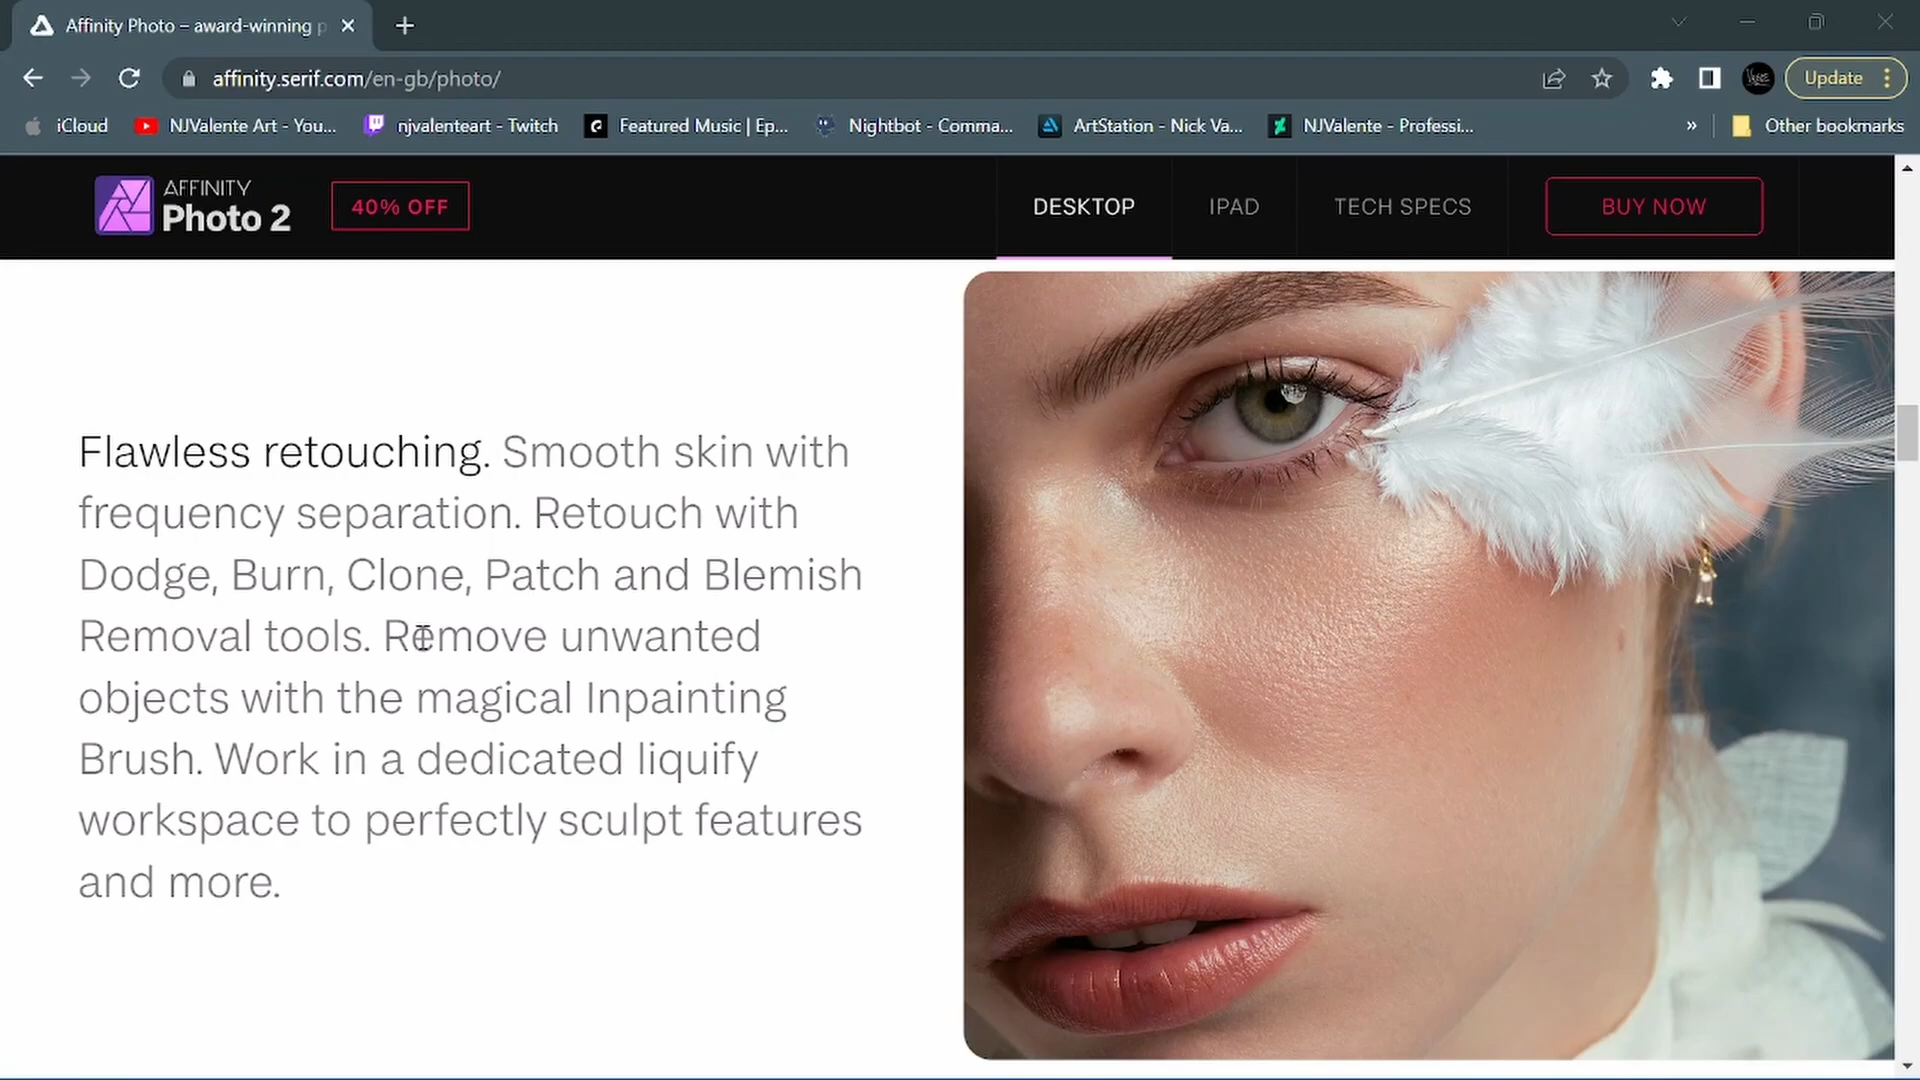 Affinity Photo – award-winning p
affinity.serif.com/en-gb/photo/
Update
iCloud
NJValente Art - You...
njvalenteart - Twitch
Featured Music | Ep...
Nightbot - Comma...
ArtStation - Nick Va...
NJValente - Professi...
»
Other bookmarks
AFFINITY
Photo 2
40% OFF
DESKTOP
IPAD
TECH SPECS
BUY NOW
Flawless retouching. Smooth skin with
frequency separation. Retouch with
Dodge, Burn, Clone, Patch and Blemish
Removal tools. Remove unwanted
objects with the magical Inpainting
Brush. Work in a dedicated liquify
workspace to perfectly sculpt features
and more.